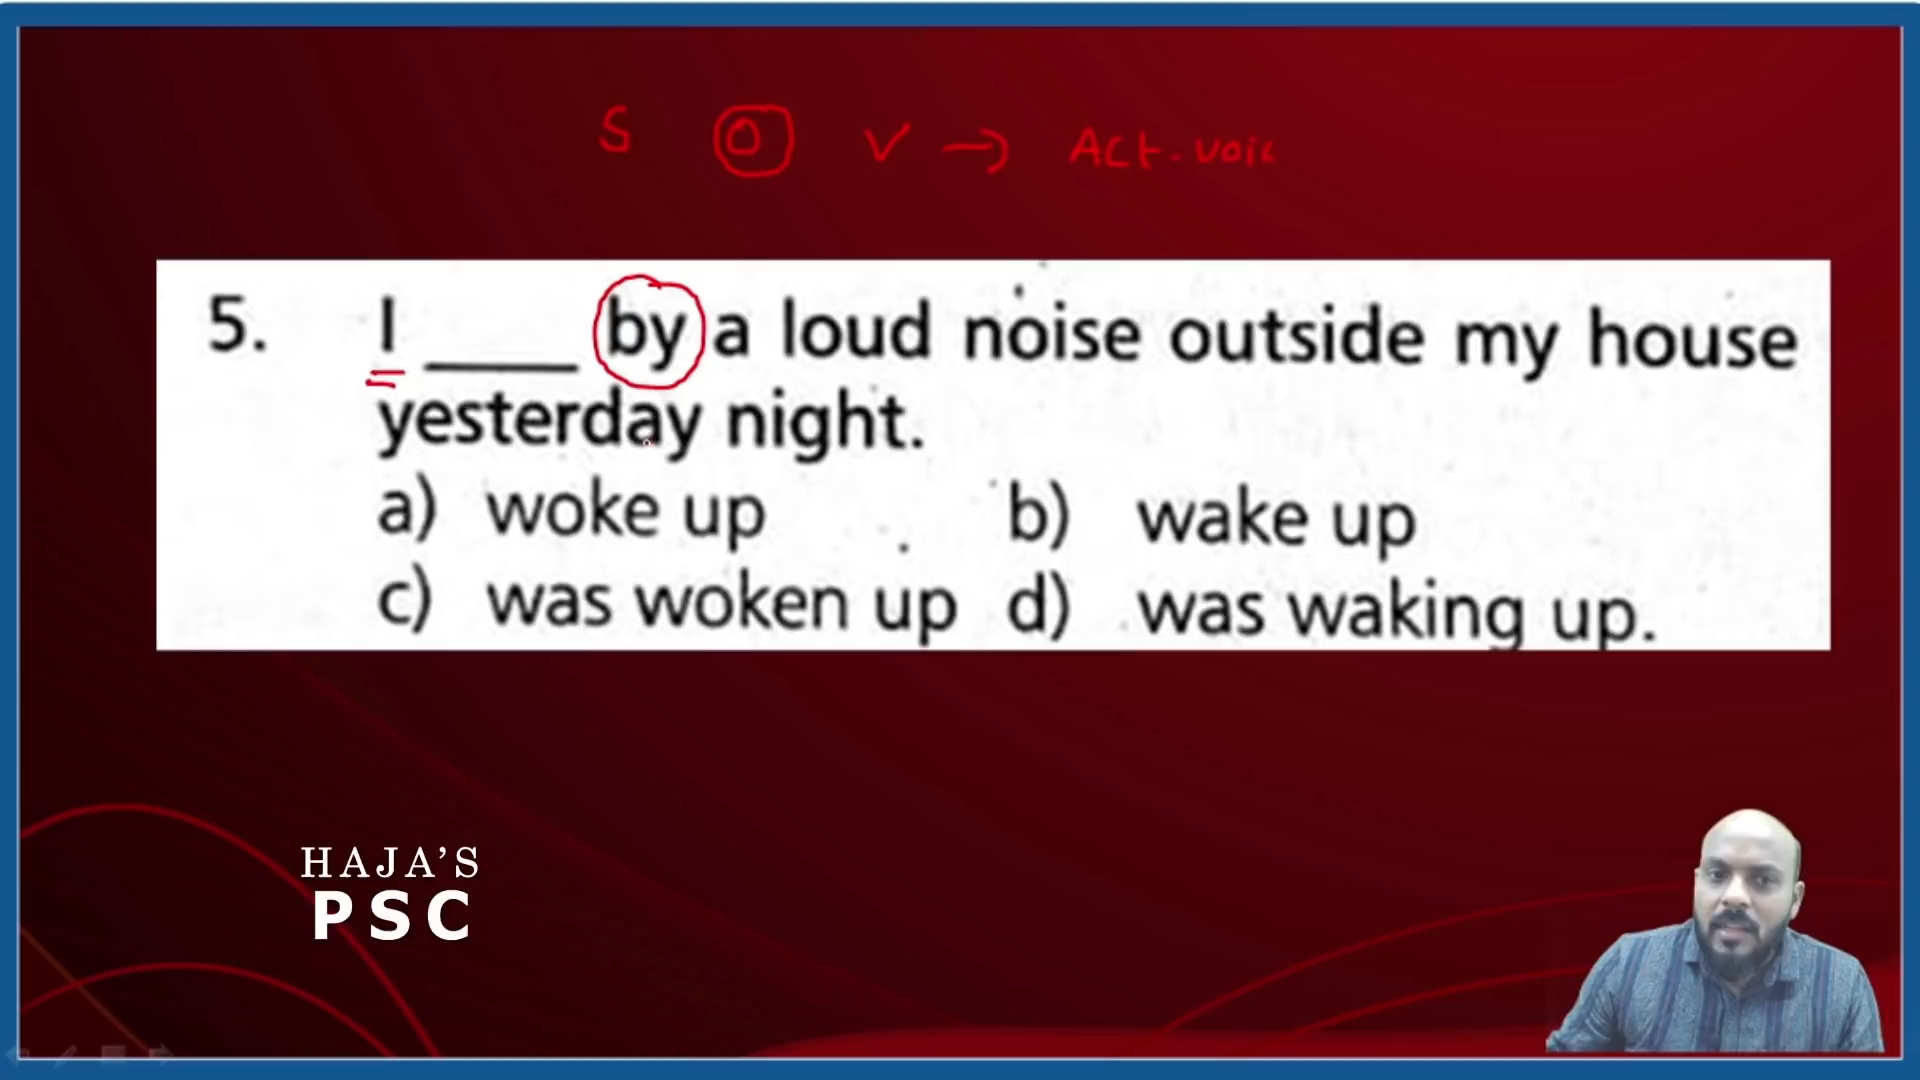 S O V → Act. voic
5. I ____ by a loud noise outside my house
yesterday night.
a) woke up b) wake up
c) was woken up d) was waking up.
HAJA'S
PSC